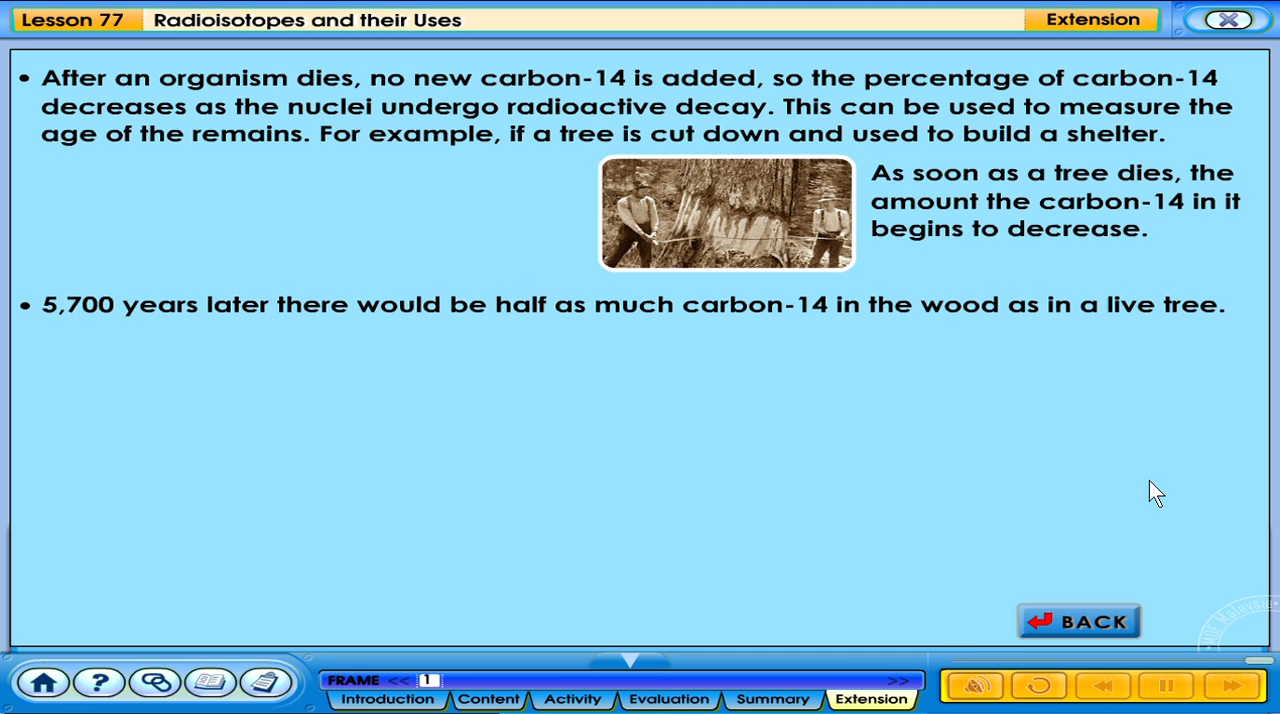 Lesson 77
Radioisotopes and their Uses
Extension
• After an organism dies, no new carbon-14 is added, so the percentage of carbon-14
decreases as the nuclei undergo radioactive decay. This can be used to measure the
age of the remains. For example, if a tree is cut down and used to build a shelter.
As soon as a tree dies, the
amount the carbon-14 in it
begins to decrease.
• 5,700 years later there would be half as much carbon-14 in the wood as in a live tree.
BACK
?
FRAME << 1 >>
Introduction
Content
Activity
Evaluation
Summary
Extension